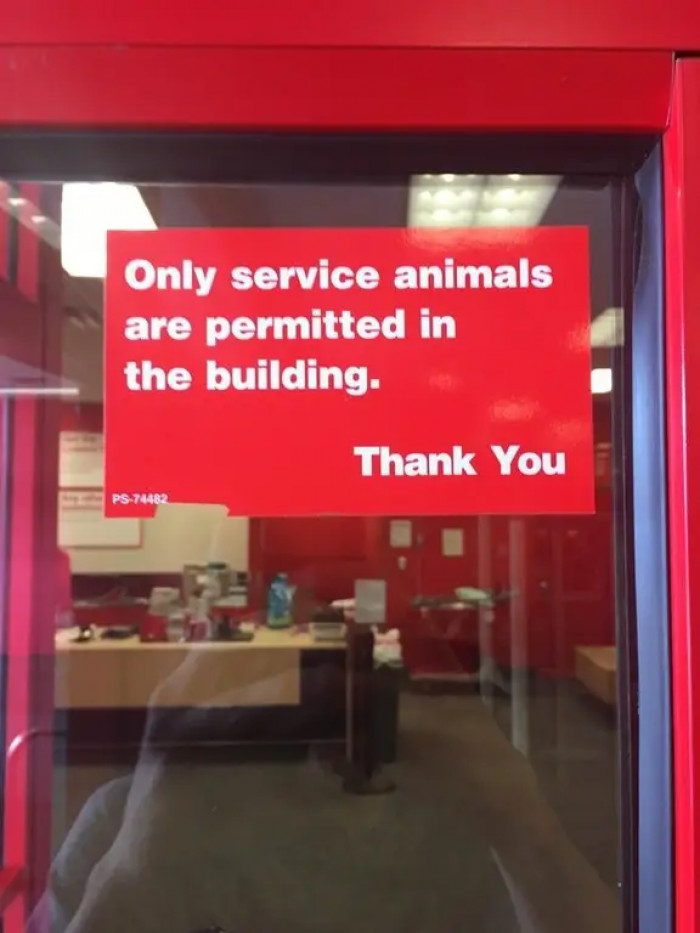 Only service animals
are permitted in
the building.
Thank You
PS-74482